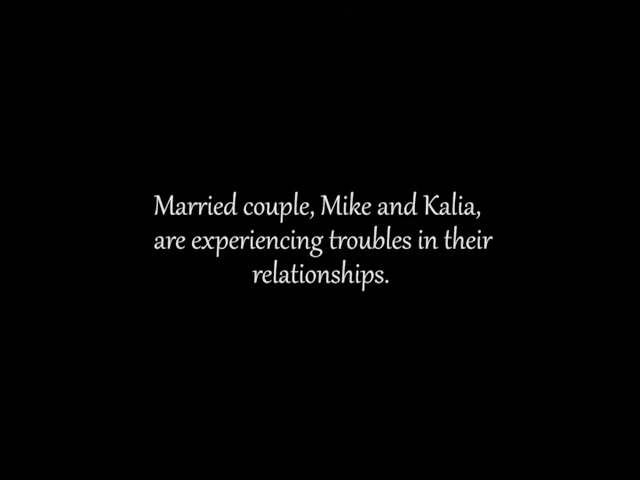 Married couple, Mike and Kalia,
are experiencing troubles in their
relationships.